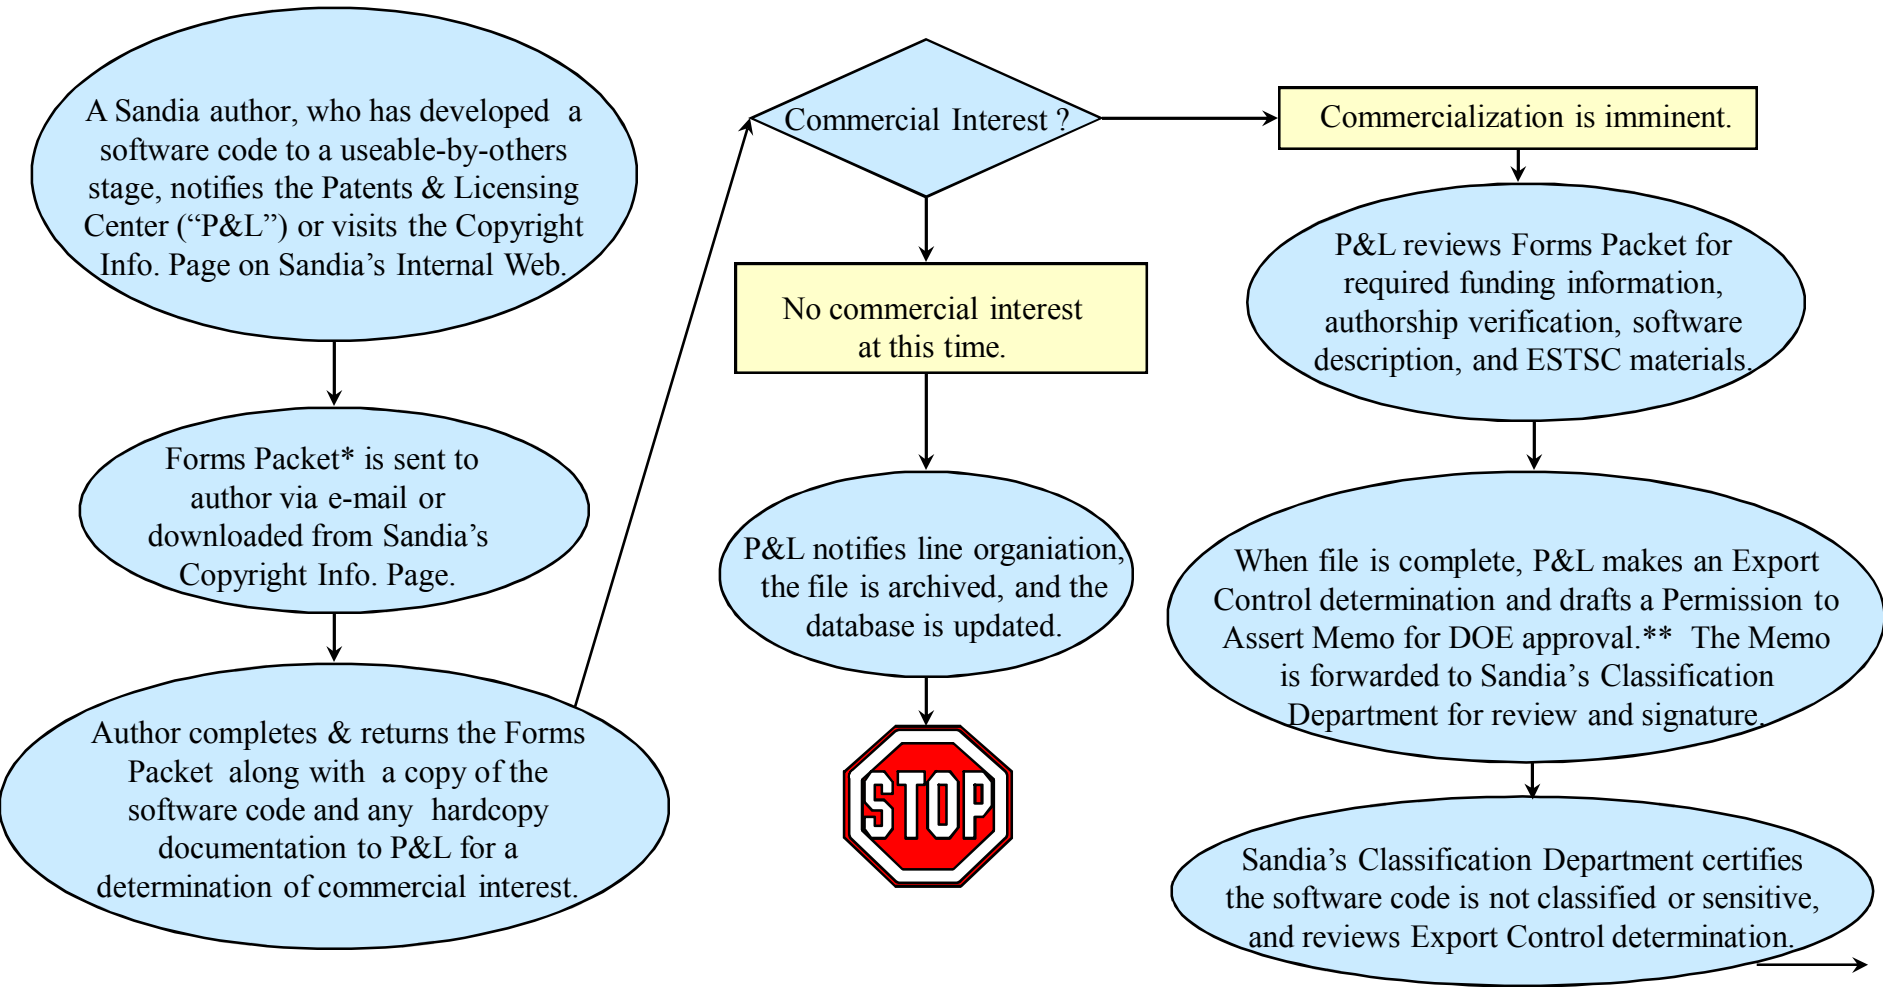 A Sandia author, who has developed a
software code to a useable-by-others
stage, notifies the Patents & Licensing
Center (“P&L”) or visits the Copyright
Info. Page on Sandia’s Internal Web.
Forms Packet* is sent to
author via e-mail or
downloaded from Sandia’s
Copyright Info. Page.
Author completes & returns the Forms
Packet along with a copy of the
software code and any hardcopy
documentation to P&L for a
determination of commercial interest.
Commercial Interest ?
No commercial interest
at this time.
P&L notifies line organiation,
the file is archived, and the
database is updated.
STOP
Commercialization is imminent.
P&L reviews Forms Packet for
required funding information,
authorship verification, software
description, and ESTSC materials.
When file is complete, P&L makes an Export
Control determination and drafts a Permission to
Assert Memo for DOE approval.** The Memo
is forwarded to Sandia’s Classification
Department for review and signature.
Sandia’s Classification Department certifies
the software code is not classified or sensitive,
and reviews Export Control determination.